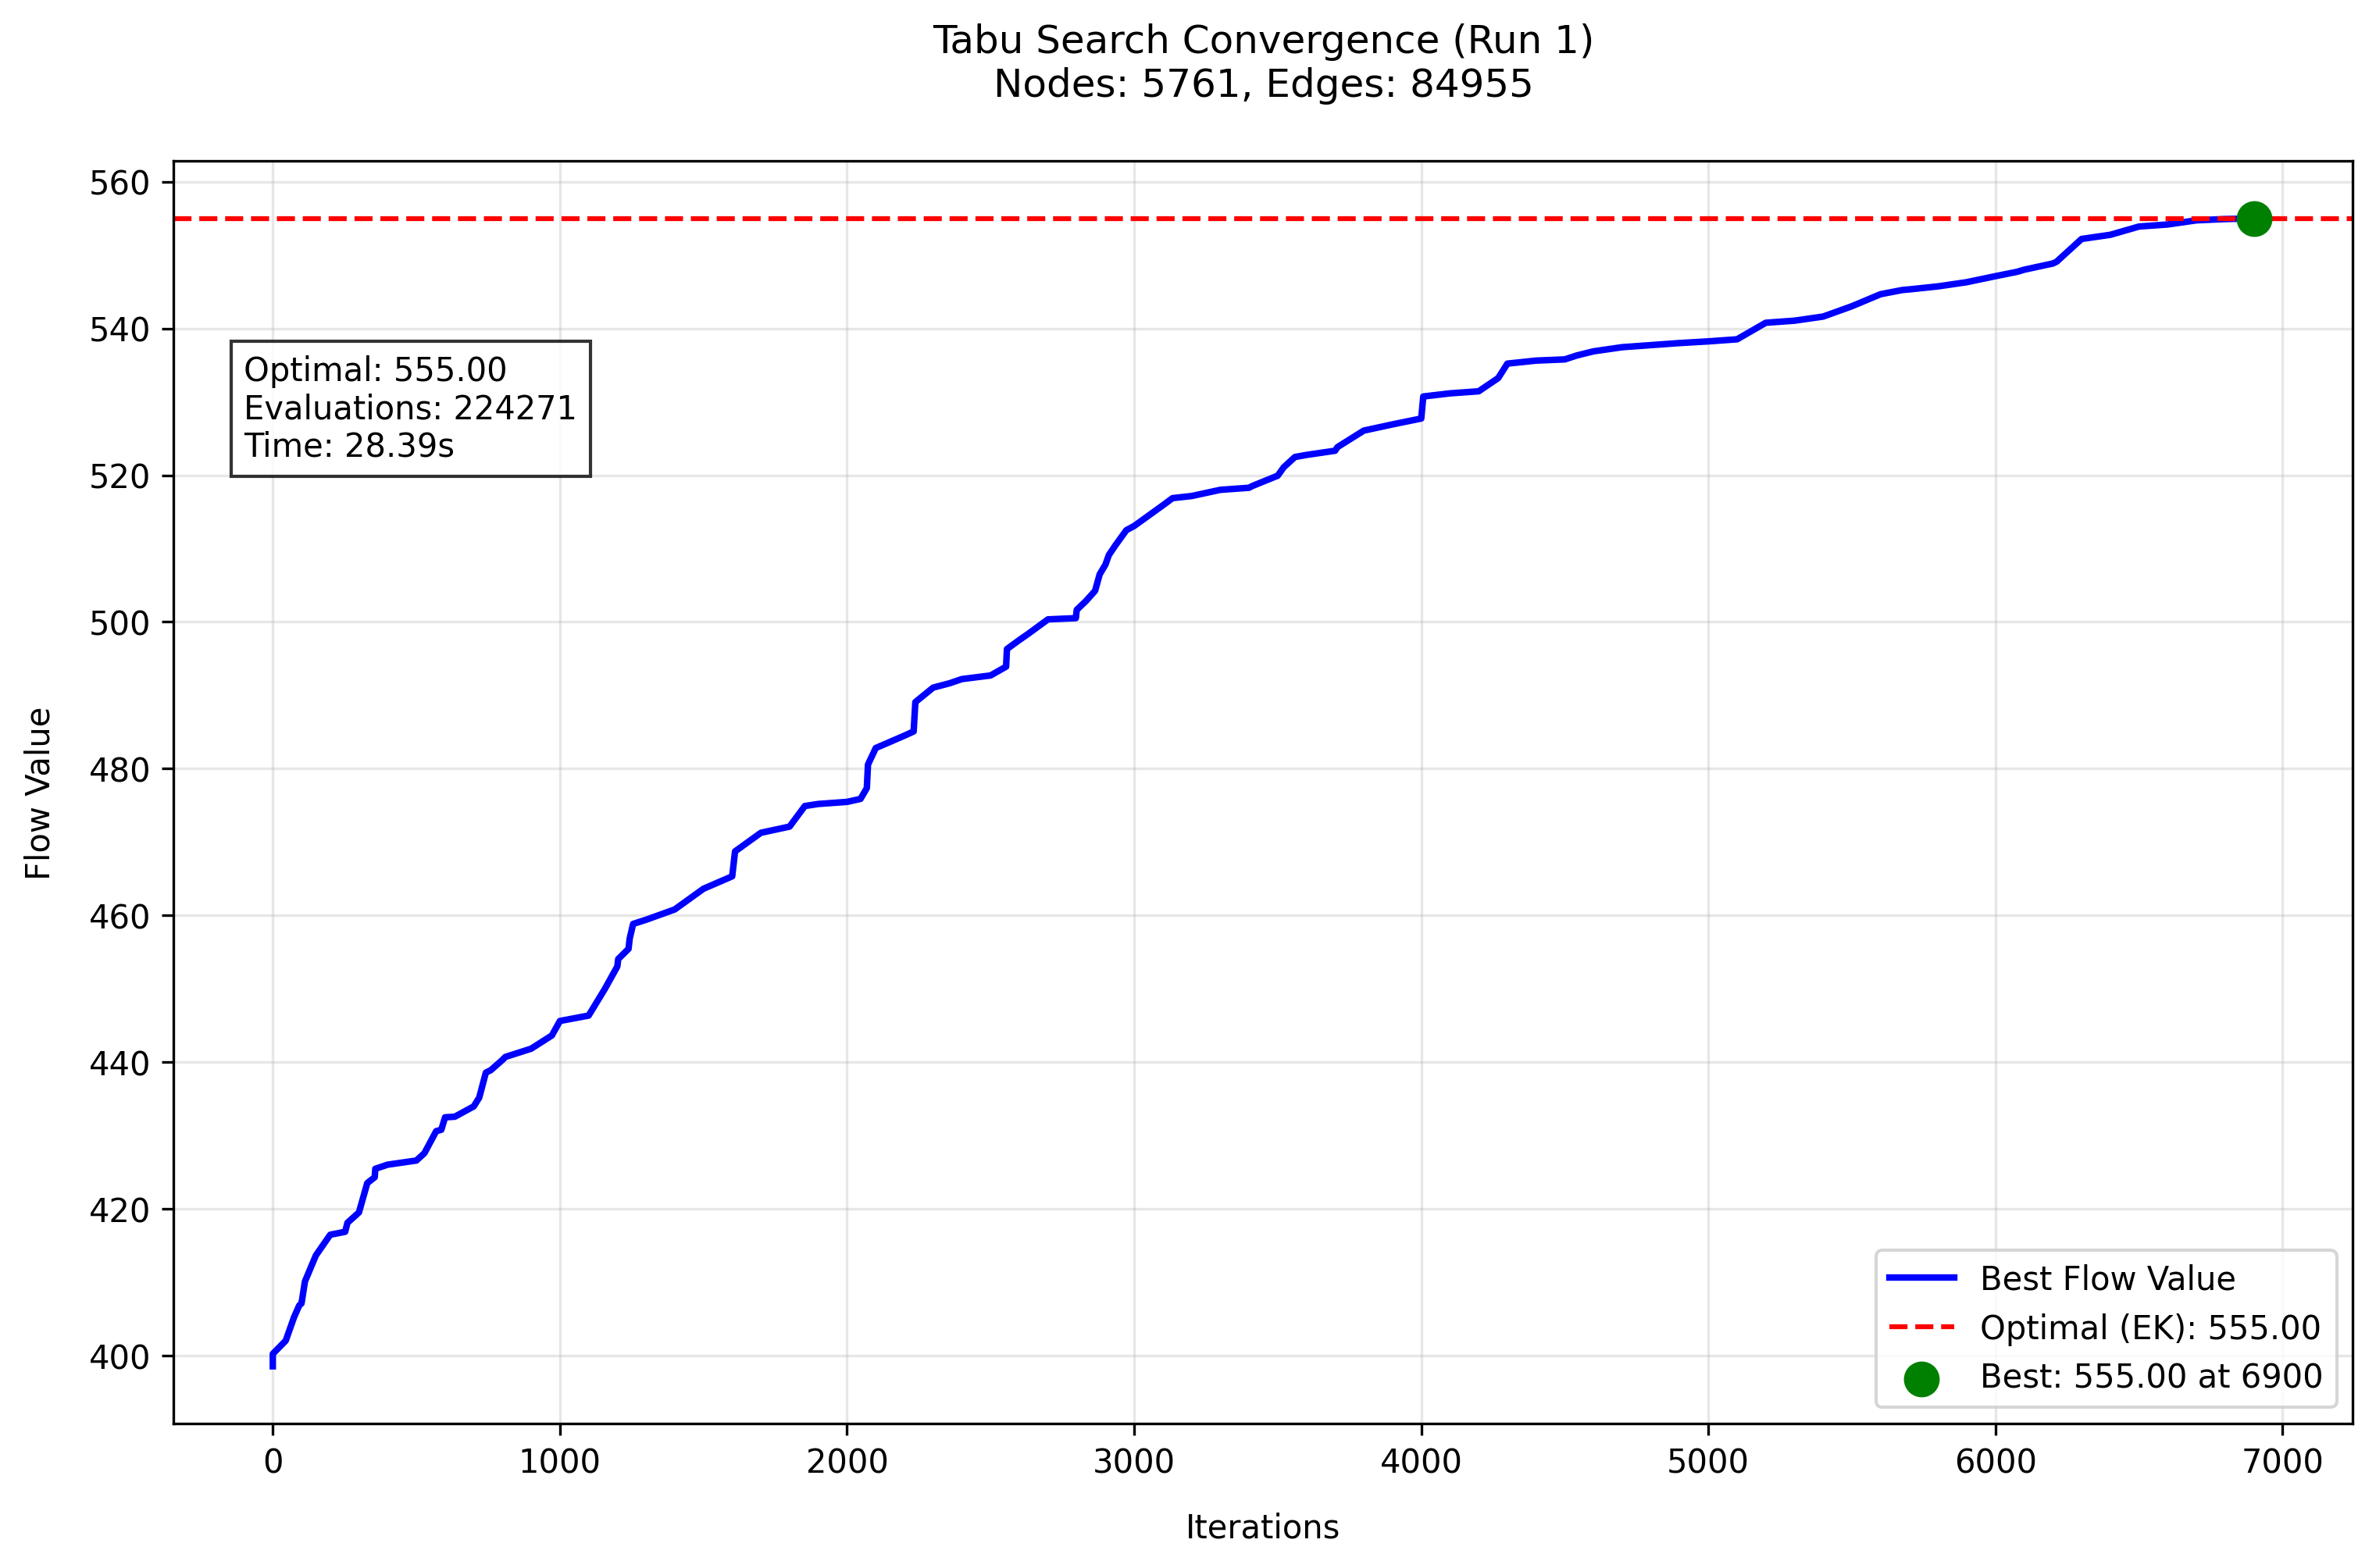 Tabu Search Convergence (Run 1)
Nodes: 5761, Edges: 84955
560
540
520
500
480
460
440
420
400
Flow Value
Optimal: 555.00
Evaluations: 224271
Time: 28.39s
Best Flow Value
Optimal (EK): 555.00
Best: 555.00 at 6900
0 1000 2000 3000 4000 5000 6000 7000
Iterations